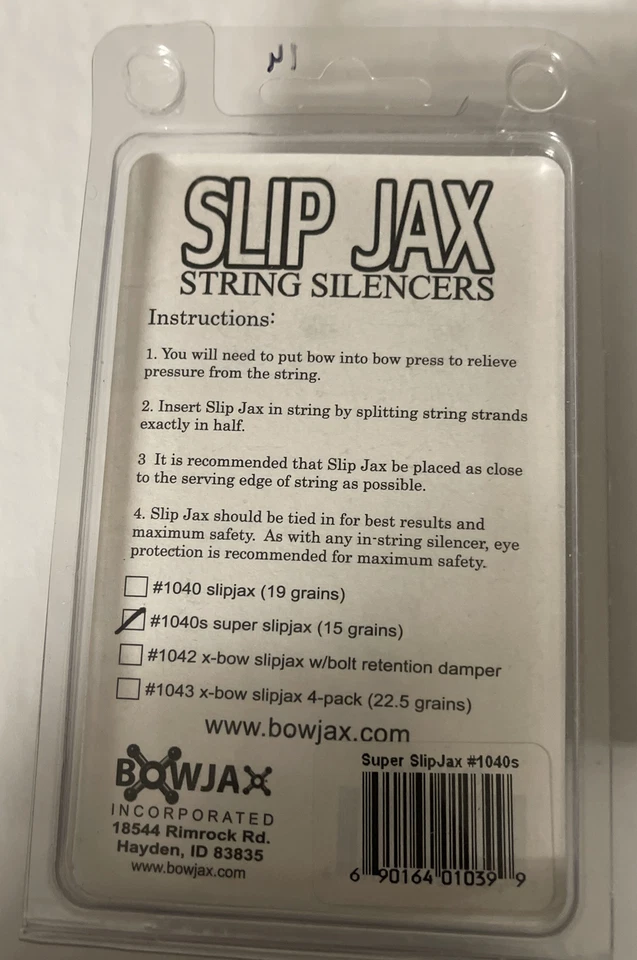 SLIP JAX
STRING SILENCERS
Instructions:
1. You will need to put bow into bow press to relieve
pressure from the string.
2. Insert Slip Jax in string by splitting string strands
exactly in half.
3 It is recommended that Slip Jax be placed as close
to the serving edge of string as possible.
4. Slip Jax should be tied in for best results and
maximum safety. As with any in-string silencer, eye
protection is recommended for maximum safety.
#1040 slipjax (19 grains)
#1040s super slipjax (15 grains)
#1042 x-bow slipjax w/bolt retention damper
#1043 x-bow slipjax 4-pack (22.5 grains)
www.bowjax.com
BOWJAX
INCORPORATED
18544 Rimrock Rd.
Hayden, ID 83835
www.bowjax.com
Super SlipJax #1040s
6 90164 01039 9